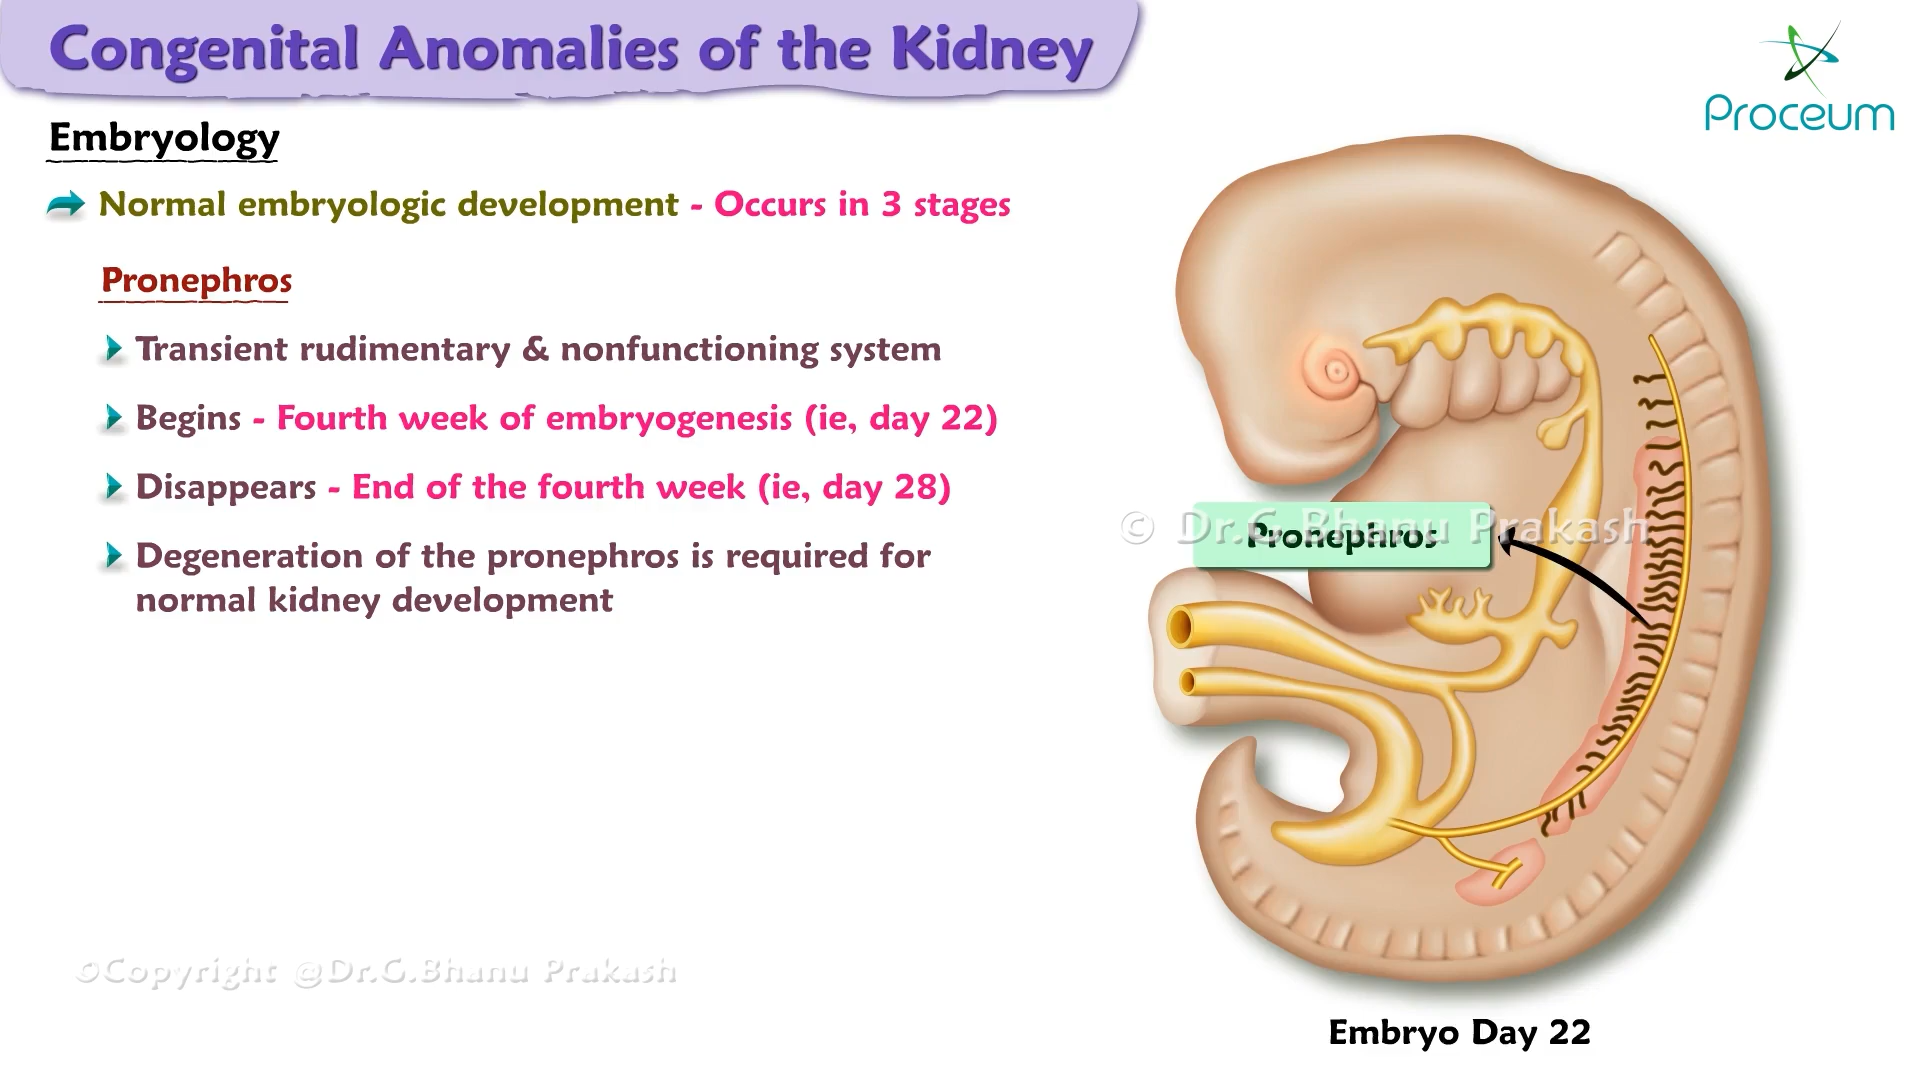 Congenital Anomalies of the Kidney
Proceum
Embryology
Normal embryologic development - Occurs in 3 stages
Pronephros
Transient rudimentary & nonfunctioning system
Begins - Fourth week of embryogenesis (ie, day 22)
Disappears - End of the fourth week (ie, day 28)
Degeneration of the pronephros is required for
normal kidney development
Pronephros
© Dr.G.Bhanu Prakash
©Copyright @Dr.G.Bhanu Prakash
Embryo Day 22